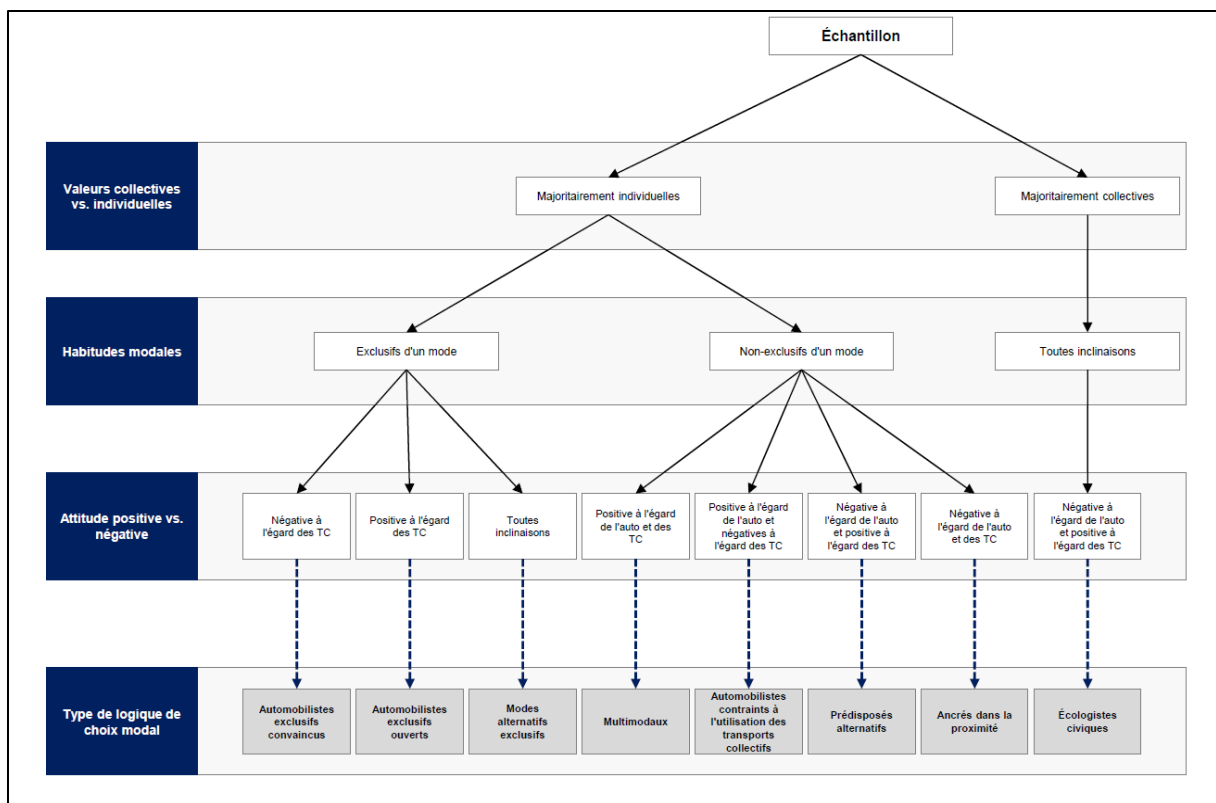 Échantillon
Valeurs collectives
vs. individuelles
Majoritairement individuelles
Majoritairement collectives
Habitudes modales
Exclusifs d'un mode
Non-exclusifs d'un mode
Toutes inclinaisons
Attitude positive vs.
négative
Négative à
l'égard des TC
Positive à l'égard
des TC
Toutes
inclinaisons
Positive à l'égard
de l'auto et des
TC
Positive à l'égard
de l'auto et
négatives à
l'égard des TC
Négative à
l'égard de l'auto
et positive à
l'égard des TC
Négative à
l'égard de l'auto
et des TC
Négative à
l'égard de l'auto
et positive à
l'égard des TC
Type de logique de
choix modal
Automobilistes
exclusifs
convaincus
Automobilistes
exclusifs
ouverts
Modes
alternatifs
exclusifs
Multimodaux
Automobilistes
contraints à
l'utilisation des
transports
collectifs
Prédisposés
alternatifs
Ancrés dans la
proximité
Écologistes
civiques